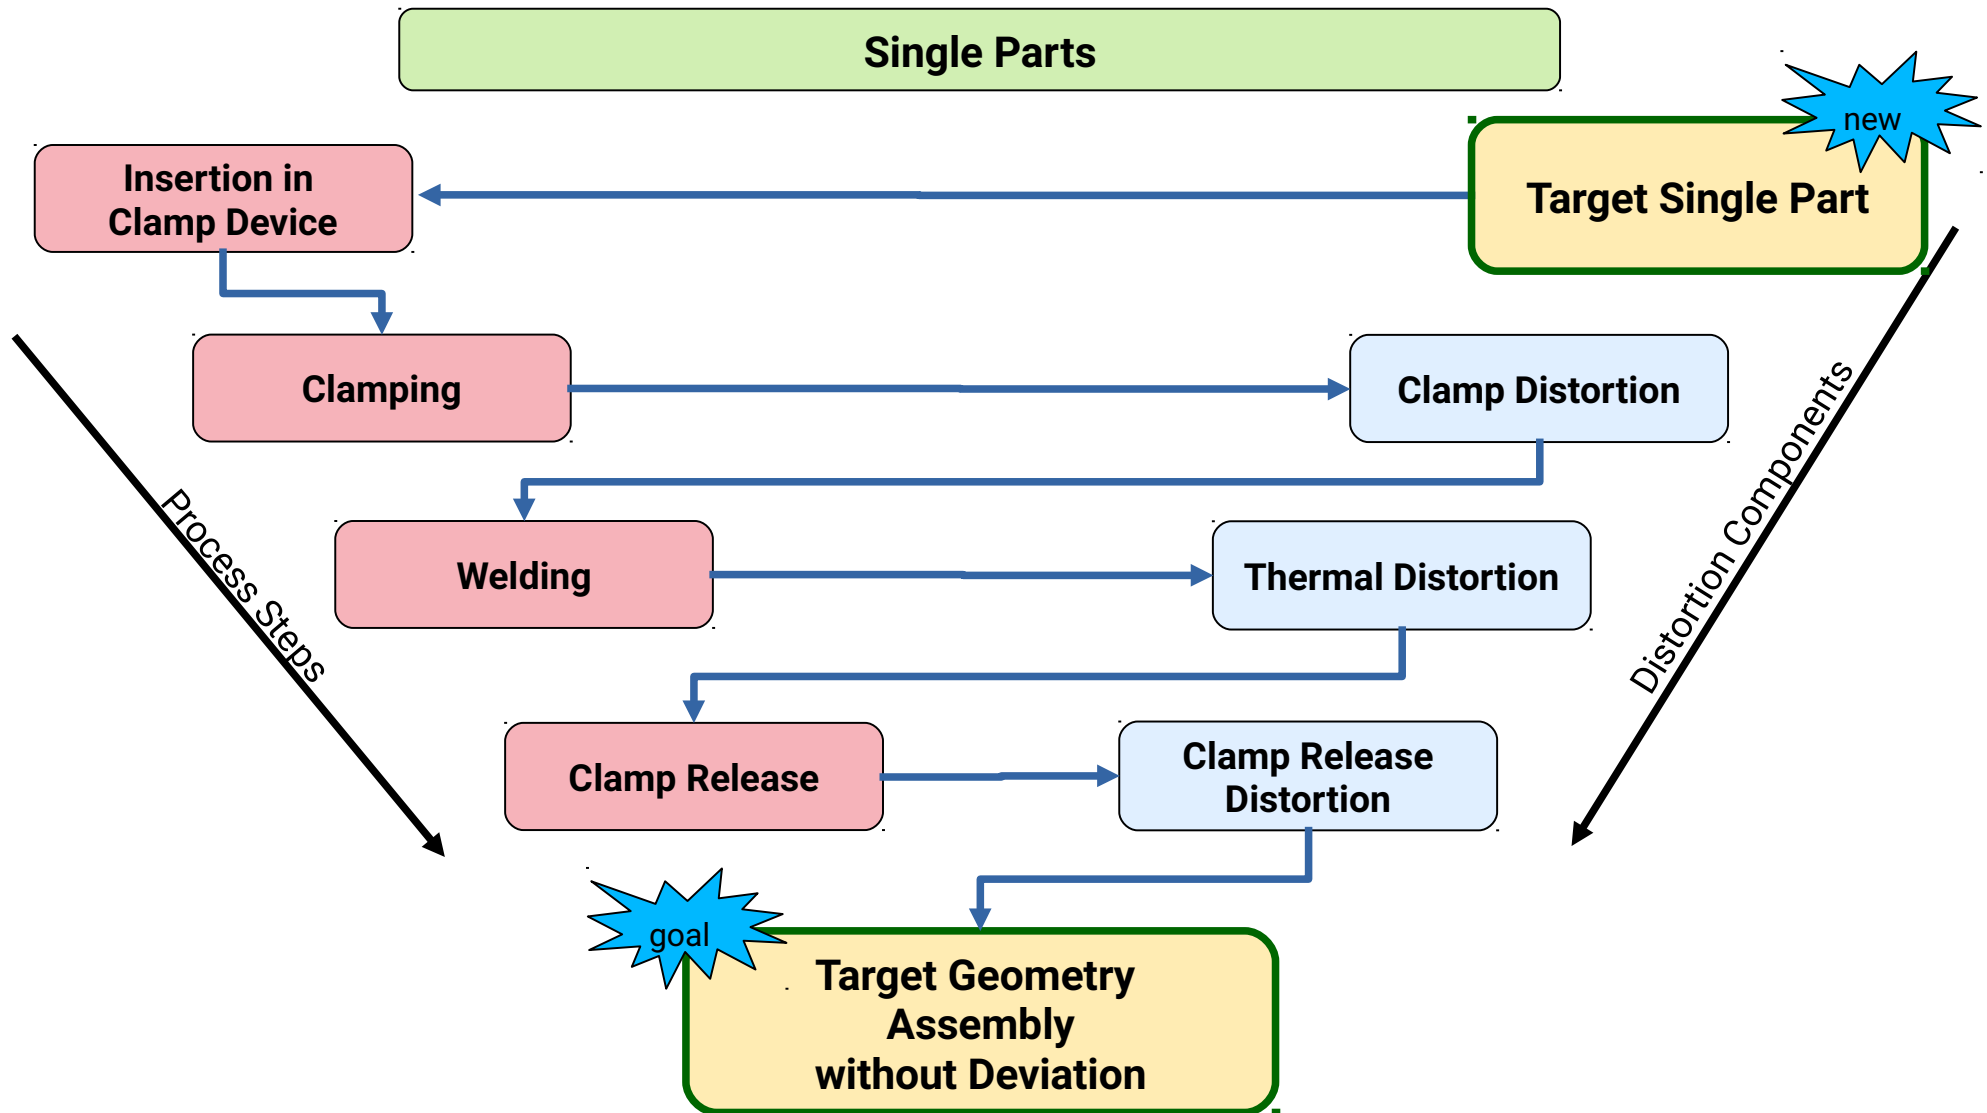 Single Parts
new
Insertion in
Clamp Device
Target Single Part
Clamping
Clamp Distortion
Process Steps
Distortion Components
Welding
Thermal Distortion
Clamp Release
Clamp Release
Distortion
goal
Target Geometry
Assembly
without Deviation